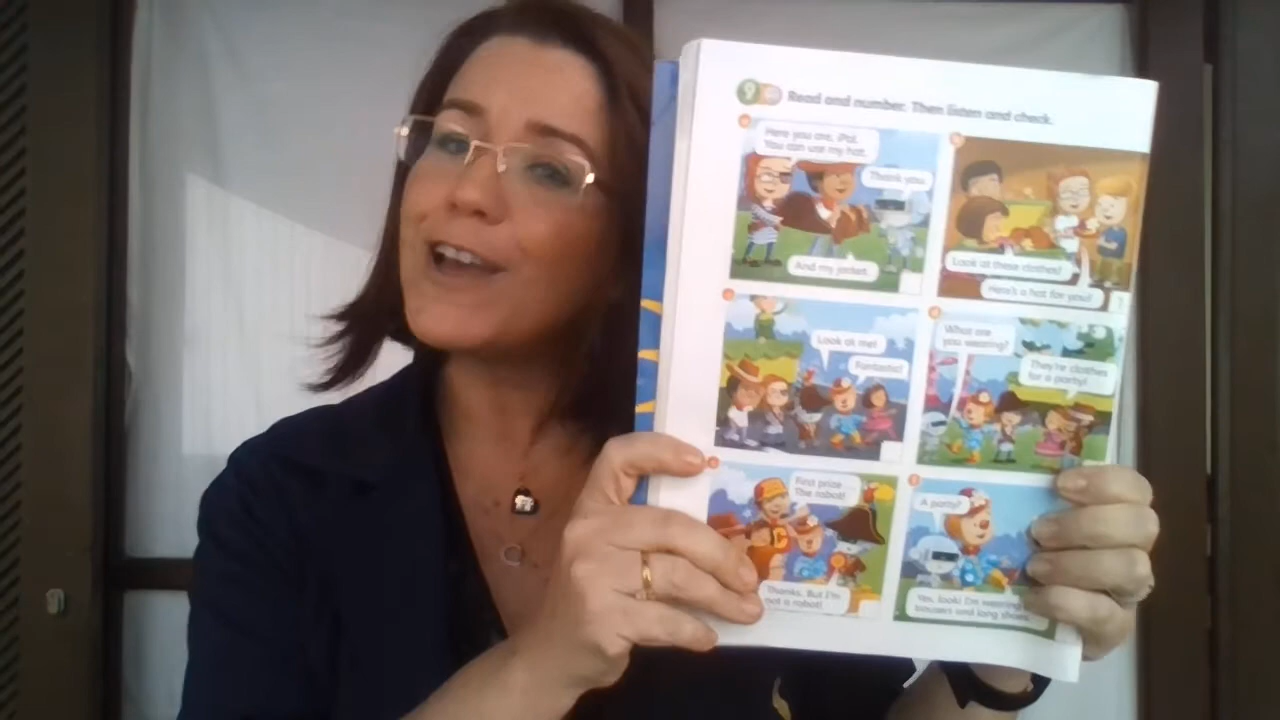 9 Read and number. Then listen and check.
a
Here you are, iPal.
You can use my hat.
Thank you.
And my jacket.
b
Look at these clothes!
Here's a hat for you!
1
c
Look at me!
Fantastic!
d
What are
you wearing?
They're clothes
for a party!
e
First prize
The robot!
Thanks. But I'm
not a robot!
f
A party?
Yes, look! I'm wearing
trousers and long shoes.